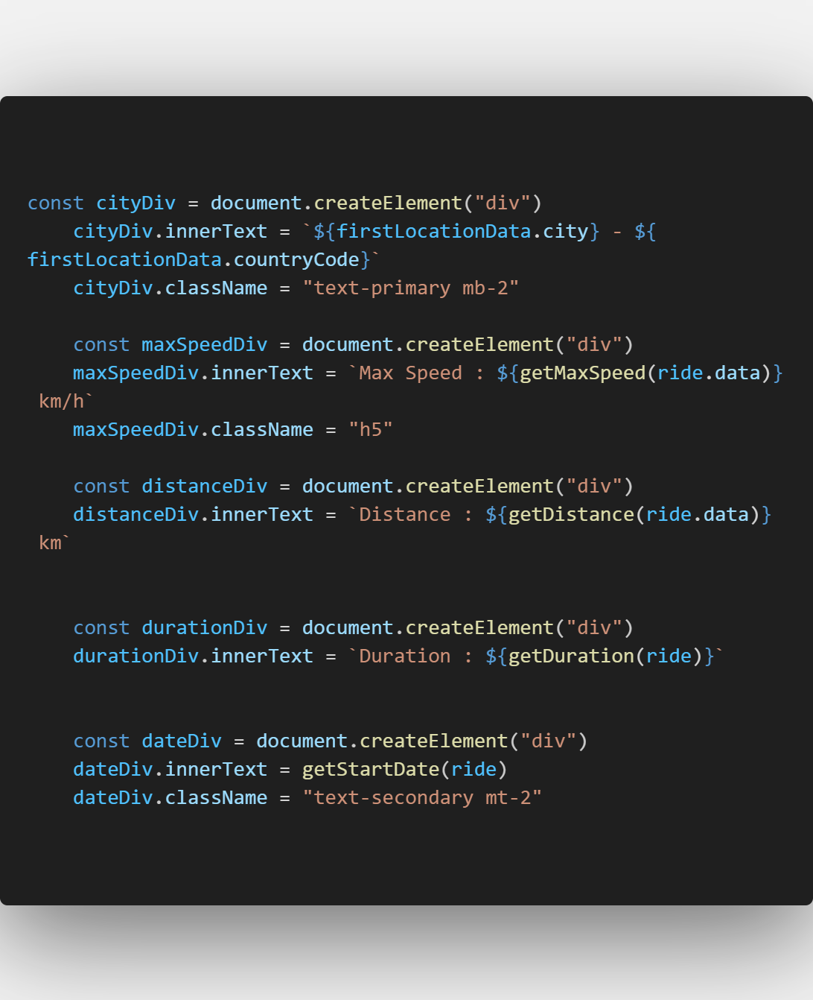 const cityDiv = document.createElement("div")
    cityDiv.innerText = `${firstLocationData.city} - ${
firstLocationData.countryCode}`
    cityDiv.className = "text-primary mb-2"

    const maxSpeedDiv = document.createElement("div")
    maxSpeedDiv.innerText = `Max Speed : ${getMaxSpeed(ride.data)}
 km/h`
    maxSpeedDiv.className = "h5"

    const distanceDiv = document.createElement("div")
    distanceDiv.innerText = `Distance : ${getDistance(ride.data)}
 km`


    const durationDiv = document.createElement("div")
    durationDiv.innerText = `Duration : ${getDuration(ride)}`


    const dateDiv = document.createElement("div")
    dateDiv.innerText = getStartDate(ride)
    dateDiv.className = "text-secondary mt-2"